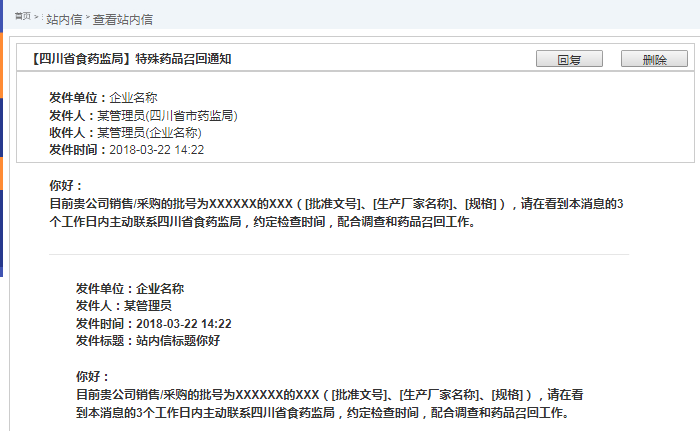 首页 > 站内信 > 查看站内信
【四川省食药监局】特殊药品召回通知
回复
删除
发件单位：企业名称
发件人：某管理员(四川省市药监局)
收件人：某管理员(企业名称)
发件时间：2018-03-22 14:22
你好：
目前贵公司销售/采购的批号为XXXXXX的XXX（[批准文号]、[生产厂家名称]、[规格]），请在看到本消息的3
个工作日内主动联系四川省食药监局，约定检查时间，配合调查和药品召回工作。
发件单位：企业名称
发件人：某管理员
发件时间：2018-03-22 14:22
发件标题：站内信标题你好
你好：
目前贵公司销售/采购的批号为XXXXXX的XXX（[批准文号]、[生产厂家名称]、[规格]），请在看
到本消息的3个工作日内主动联系四川省食药监局，约定检查时间，配合调查和药品召回工作。